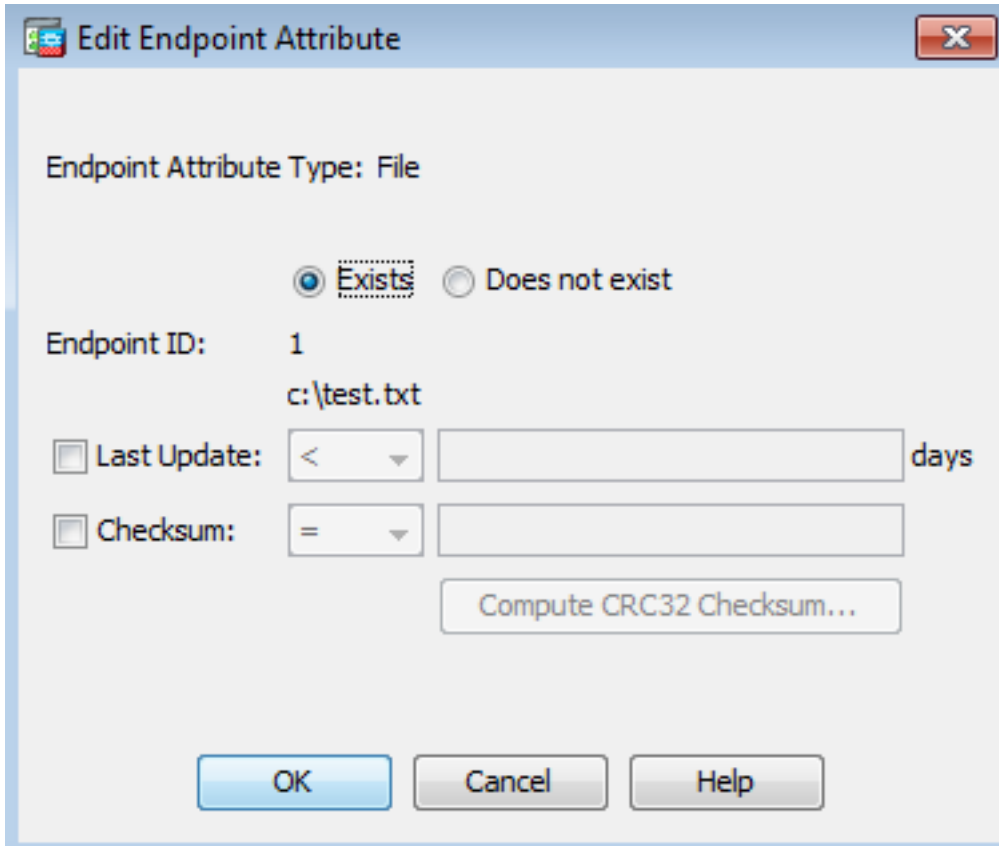 Edit Endpoint Attribute
Endpoint Attribute Type: File
Exists Does not exist
Endpoint ID: 1
c:\test.txt
Last Update: < days
Checksum: =
Compute CRC32 Checksum...
OK Cancel Help